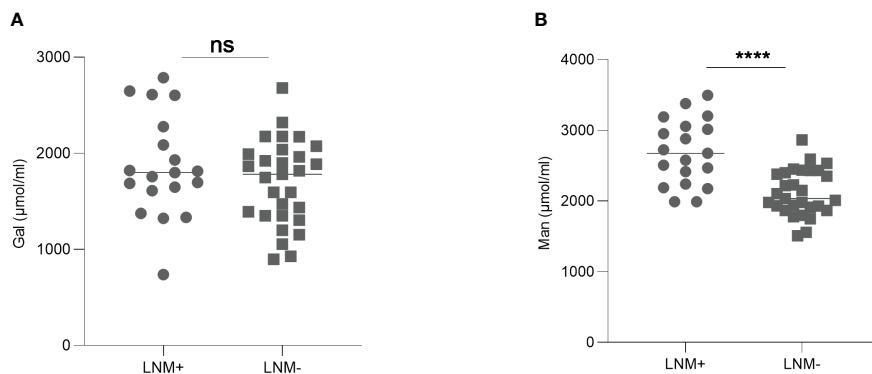 A
ns
3000
2000
1000
0
Gal (μmol/ml)
LNM+
LNM-
B
****
4000
3000
2000
1000
0
Man (μmol/ml)
LNM+
LNM-